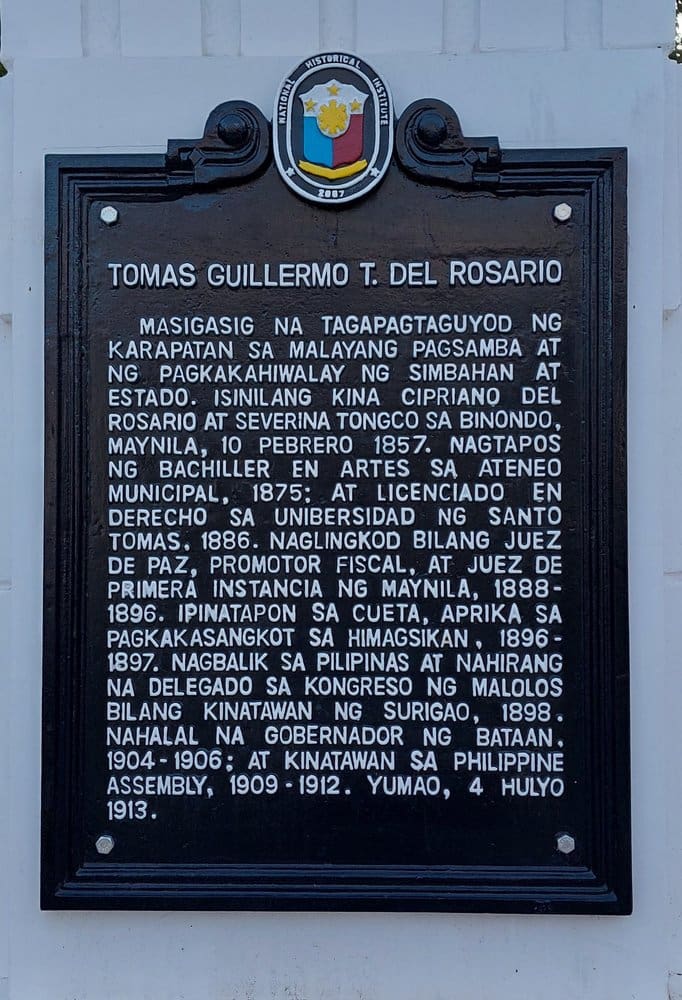 NATIONAL HISTORICAL INSTITUTE
2007
TOMAS GUILLERMO T. DEL ROSARIO
MASIGASIG NA TAGAPAGTAGUYOD NG
KARAPATAN SA MALAYANG PAGSAMBA AT
NG PAGKAKAHIWALAY NG SIMBAHAN AT
ESTADO. ISINILANG KINA CIPRIANO DEL
ROSARIO AT SEVERINA TONGCO SA BINONDO,
MAYNILA, 10 PEBRERO 1857. NAGTAPOS
NG BACHILLER EN ARTES SA ATENEO
MUNICIPAL, 1875; AT LICENCIADO EN
DERECHO SA UNIBERSIDAD NG SANTO
TOMAS, 1886. NAGLINGKOD BILANG JUEZ
DE PAZ, PROMOTOR FISCAL, AT JUEZ DE
PRIMERA INSTANCIA NG MAYNILA, 1888-
1896. IPINATAPON SA CUETA, APRIKA SA
PAGKAKASANGKOT SA HIMAGSIKAN, 1896-
1897. NAGBALIK SA PILIPINAS AT NAHIRANG
NA DELEGADO SA KONGRESO NG MALOLOS
BILANG KINATAWAN NG SURIGAO, 1898.
NAHALAL NA GOBERNADOR NG BATAAN,
1904-1906; AT KINATAWAN SA PHILIPPINE
ASSEMBLY, 1909-1912. YUMAO, 4 HULYO
1913.